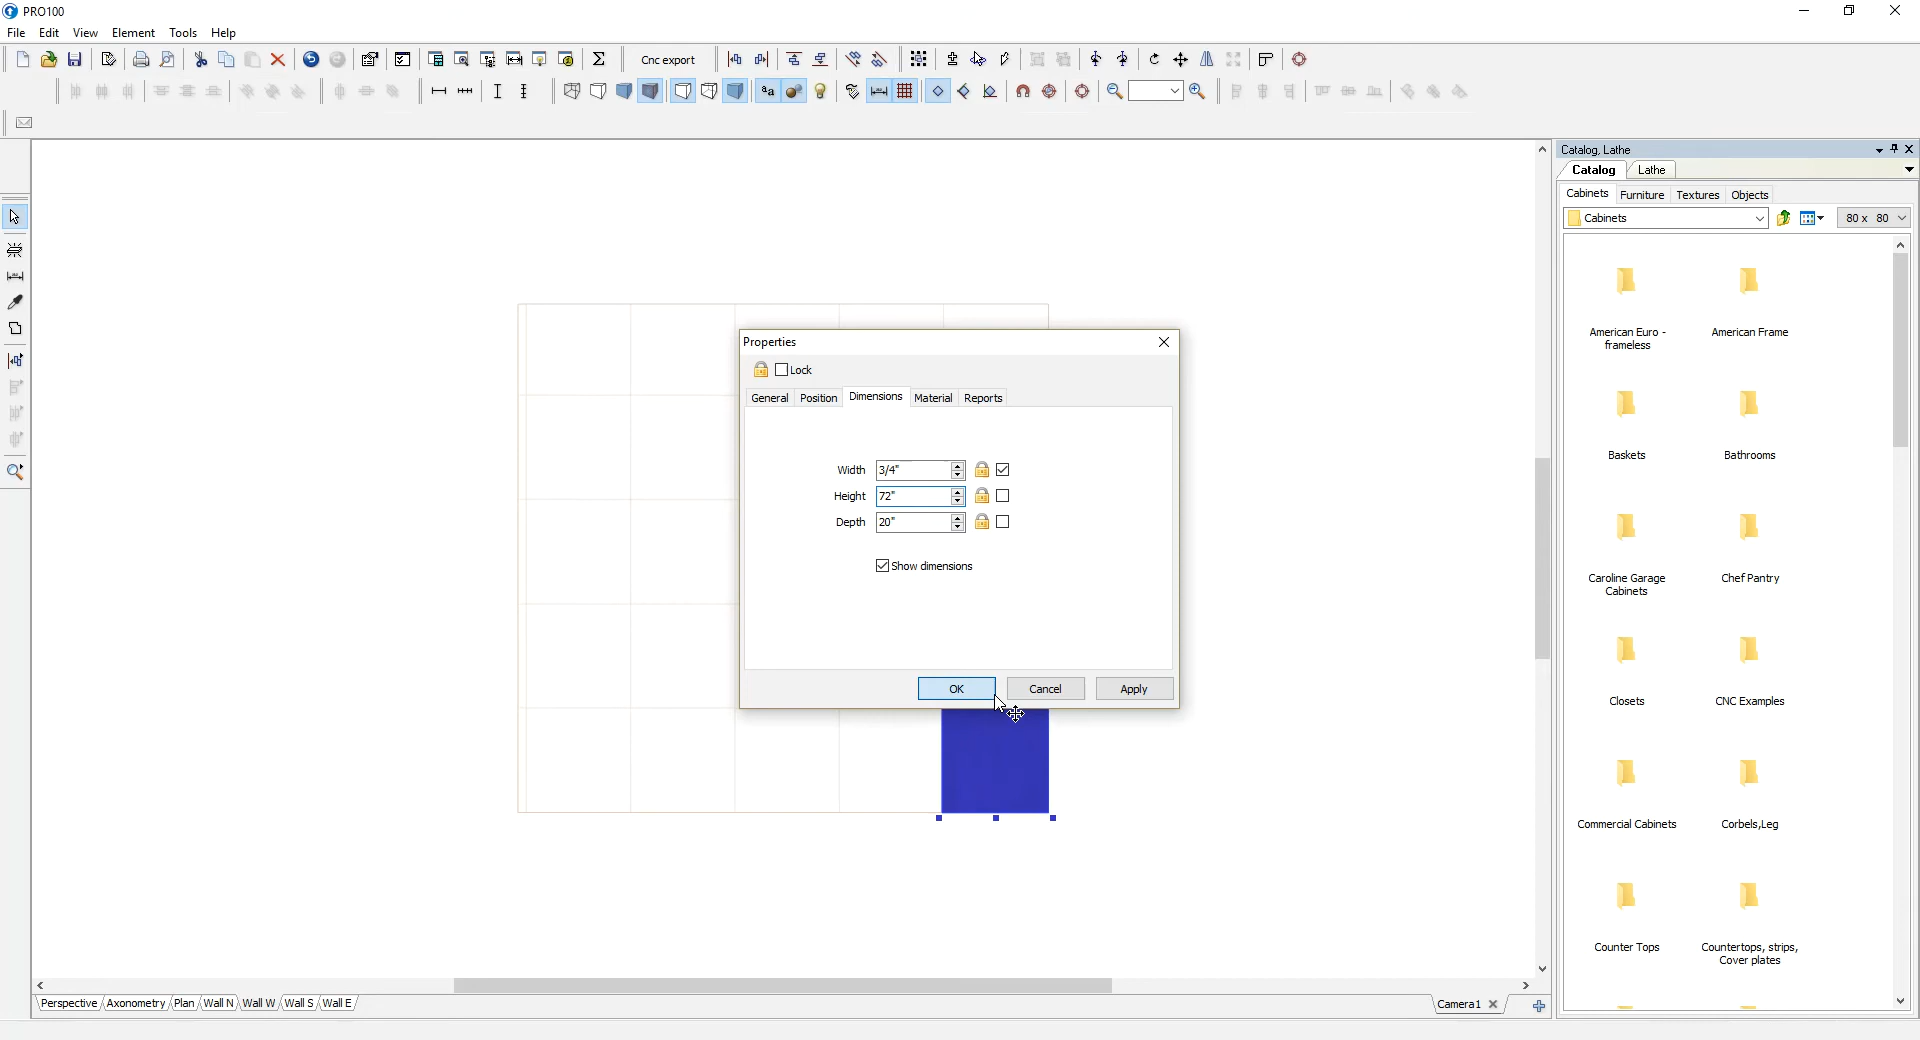 PRO100
File Edit View Element Tools Help
Cnc export
Catalog, Lathe
Catalog Lathe
Cabinets Furniture Textures Objects
Cabinets 80 x 80
American Euro -
frameless
American Frame
Baskets
Bathrooms
Caroline Garage
Cabinets
Chef Pantry
Closets
CNC Examples
Commercial Cabinets
Corbels,Leg
Counter Tops
Countertops, strips,
Cover plates
Properties
Lock
General Position Dimensions Material Reports
Width 3/4"
Height 72"
Depth 20"
Show dimensions
OK Cancel Apply
Perspective Axonometry Plan Wall N Wall W Wall S Wall E
Camera1